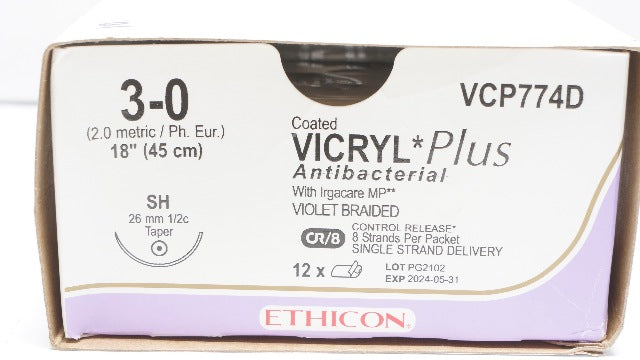 3-0
(2.0 metric / Ph. Eur.)
18" (45 cm)
SH
26 mm 1/2c
Taper
VCP774D
Coated
VICRYL*Plus
Antibacterial
With Irgacare MP**
VIOLET BRAIDED
CR/8
CONTROL RELEASE*
8 Strands Per Packet
SINGLE STRAND DELIVERY
12 x
LOT PG2102
EXP 2024-05-31
ETHICON